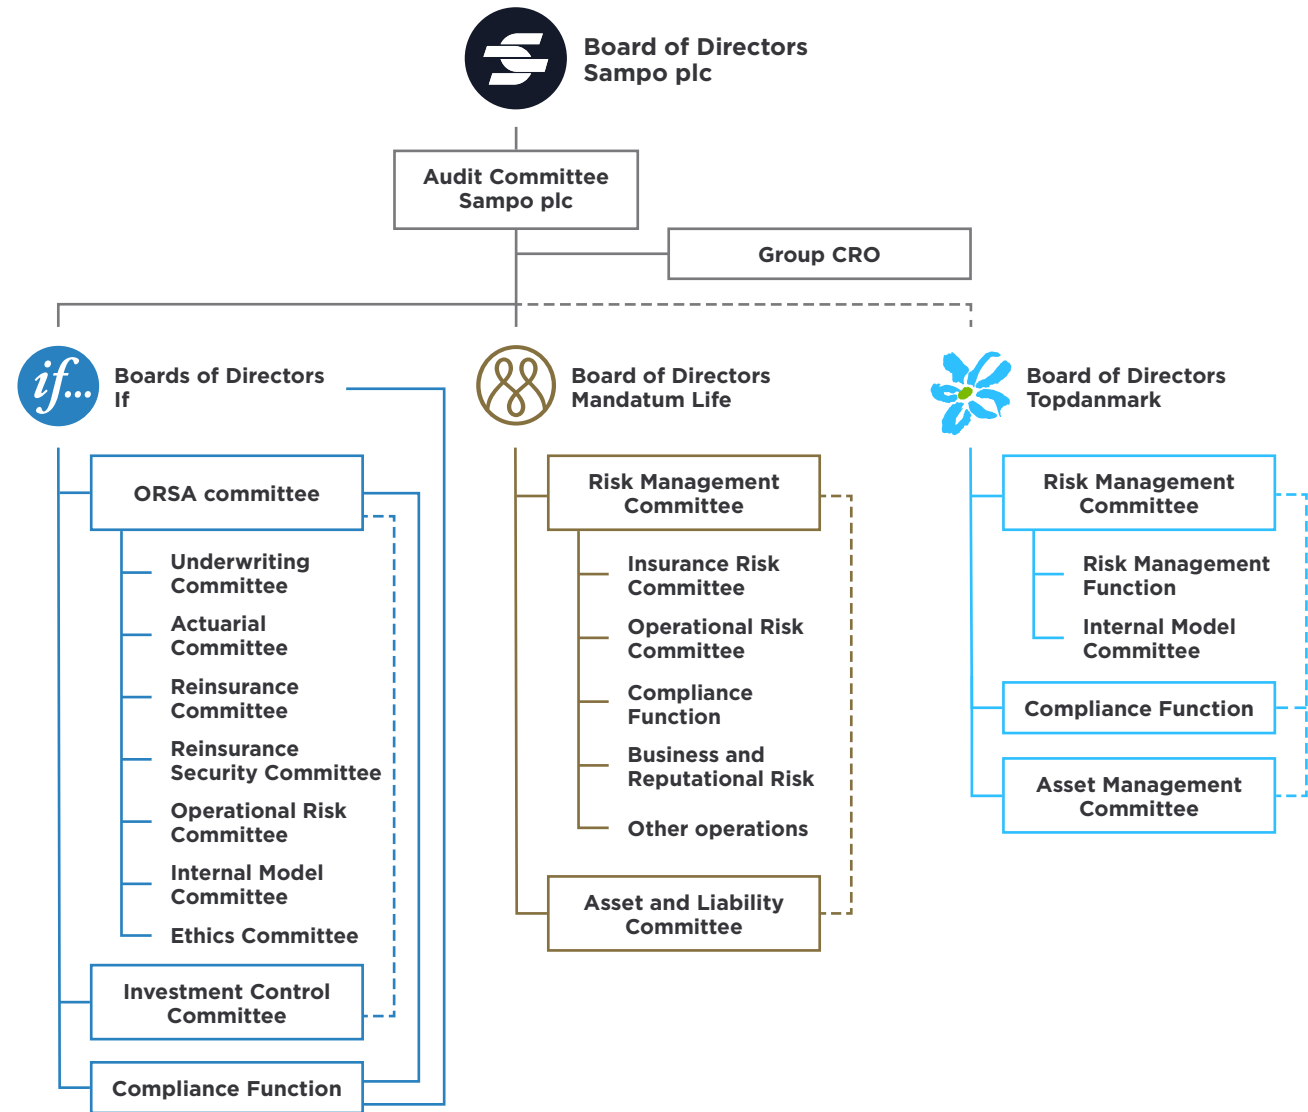 Board of Directors
Sampo plc
Audit Committee
Sampo plc
Group CRO
if...
Boards of Directors
If
ORSA committee
Underwriting
Committee
Actuarial
Committee
Reinsurance
Committee
Reinsurance
Security Committee
Operational Risk
Committee
Internal Model
Committee
Ethics Committee
Investment Control
Committee
Compliance Function
Board of Directors
Mandatum Life
Risk Management
Committee
Insurance Risk
Committee
Operational Risk
Committee
Compliance
Function
Business and
Reputational Risk
Other operations
Asset and Liability
Committee
Board of Directors
Topdanmark
Risk Management
Committee
Risk Management
Function
Internal Model
Committee
Compliance Function
Asset Management
Committee